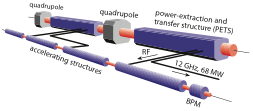 quadrupole
quadrupole
power-extraction and
transfer structure (PETS)
RF
12 GHz, 68 MW
accelerating structures
BPM